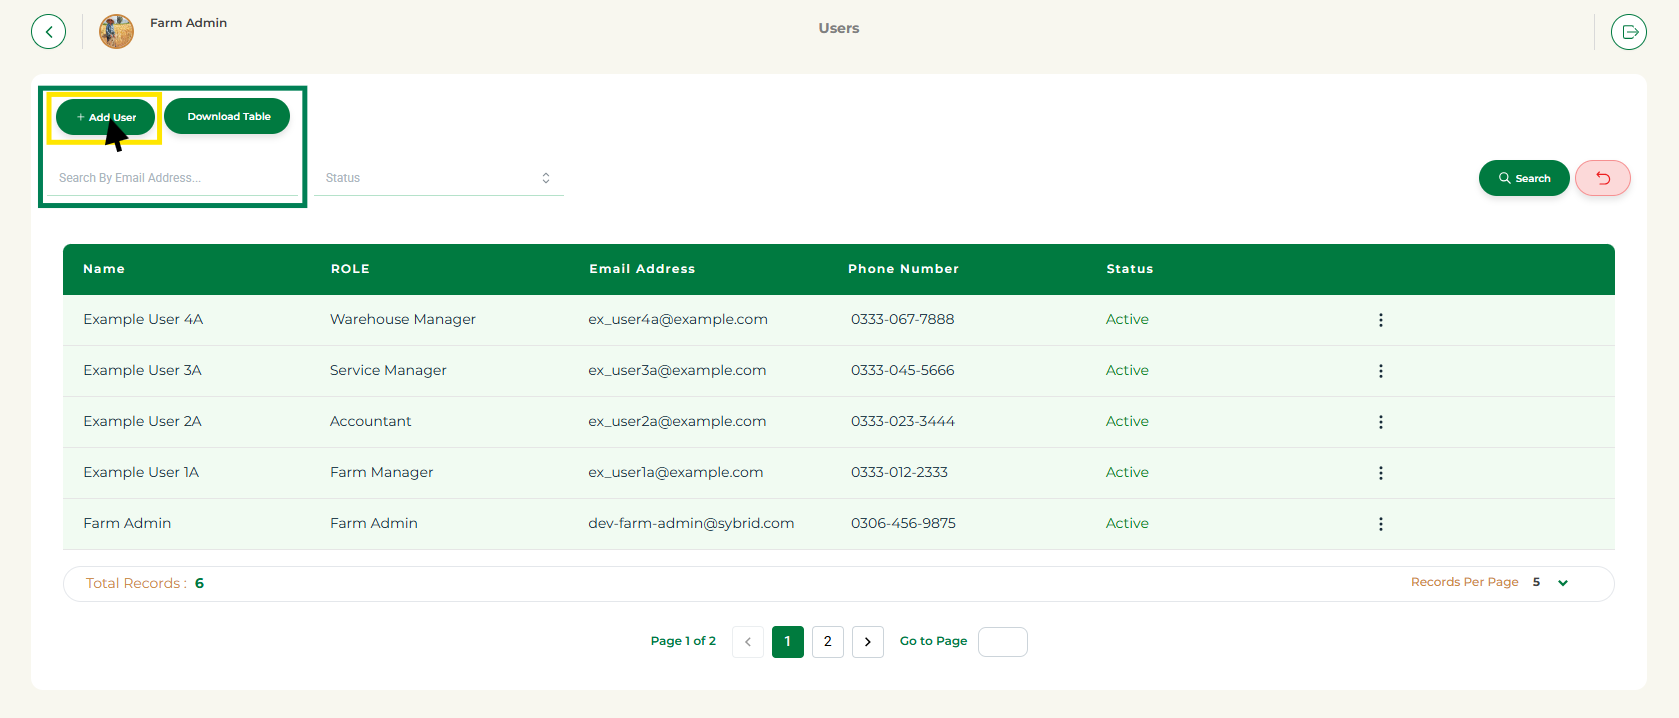 Farm Admin
Users
+ Add User
Download Table
Search By Email Address...
Status
Search
Name ROLE Email Address Phone Number Status
Example User 4A Warehouse Manager ex_user4a@example.com 0333-067-7888 Active
Example User 3A Service Manager ex_user3a@example.com 0333-045-5666 Active
Example User 2A Accountant ex_user2a@example.com 0333-023-3444 Active
Example User 1A Farm Manager ex_user1a@example.com 0333-012-2333 Active
Farm Admin Farm Admin dev-farm-admin@sybrid.com 0306-456-9875 Active
Total Records : 6
Records Per Page 5
Page 1 of 2 < 1 2 > Go to Page